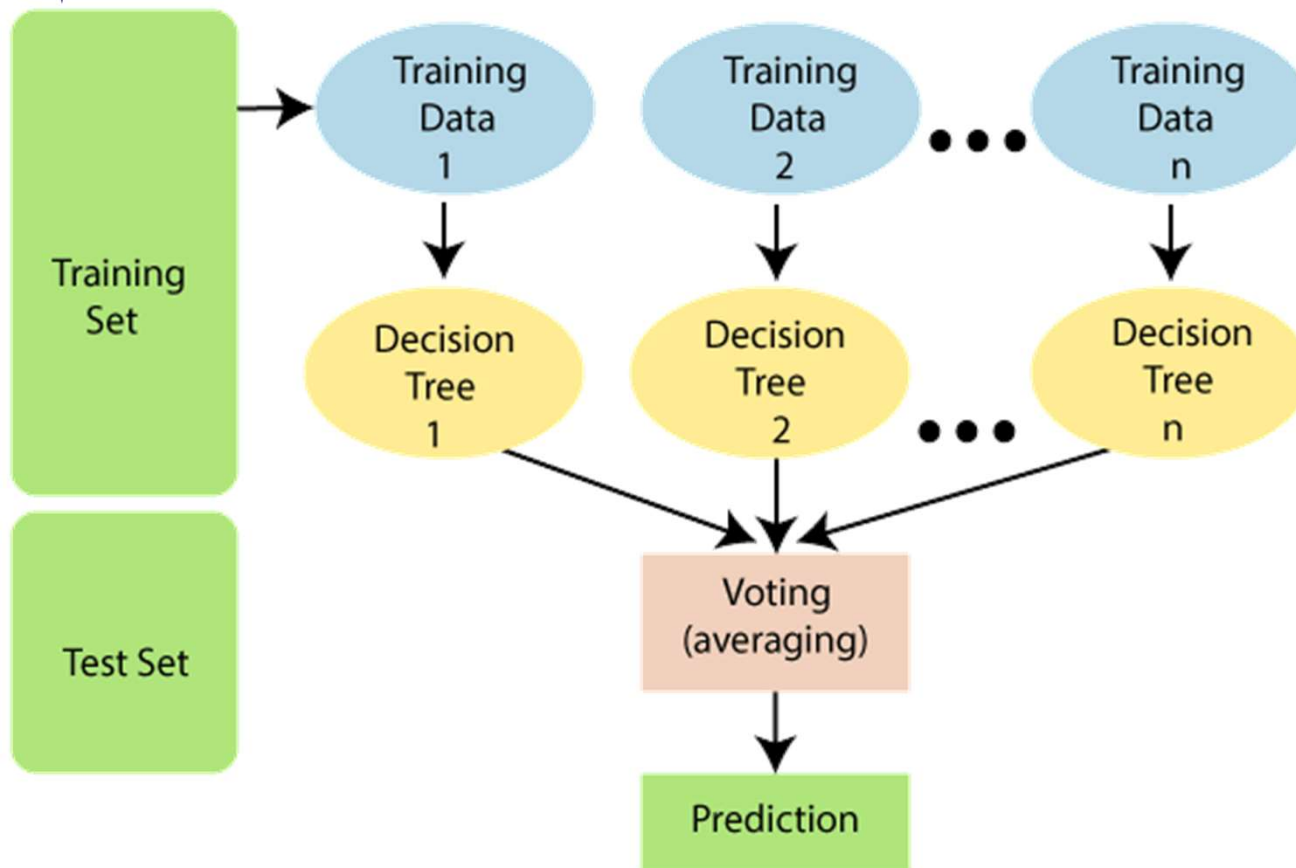 Training
Set
Training
Data
1
Training
Data
2
Training
Data
n
Decision
Tree
1
Decision
Tree
2
Decision
Tree
n
Test Set
Voting
(averaging)
Prediction